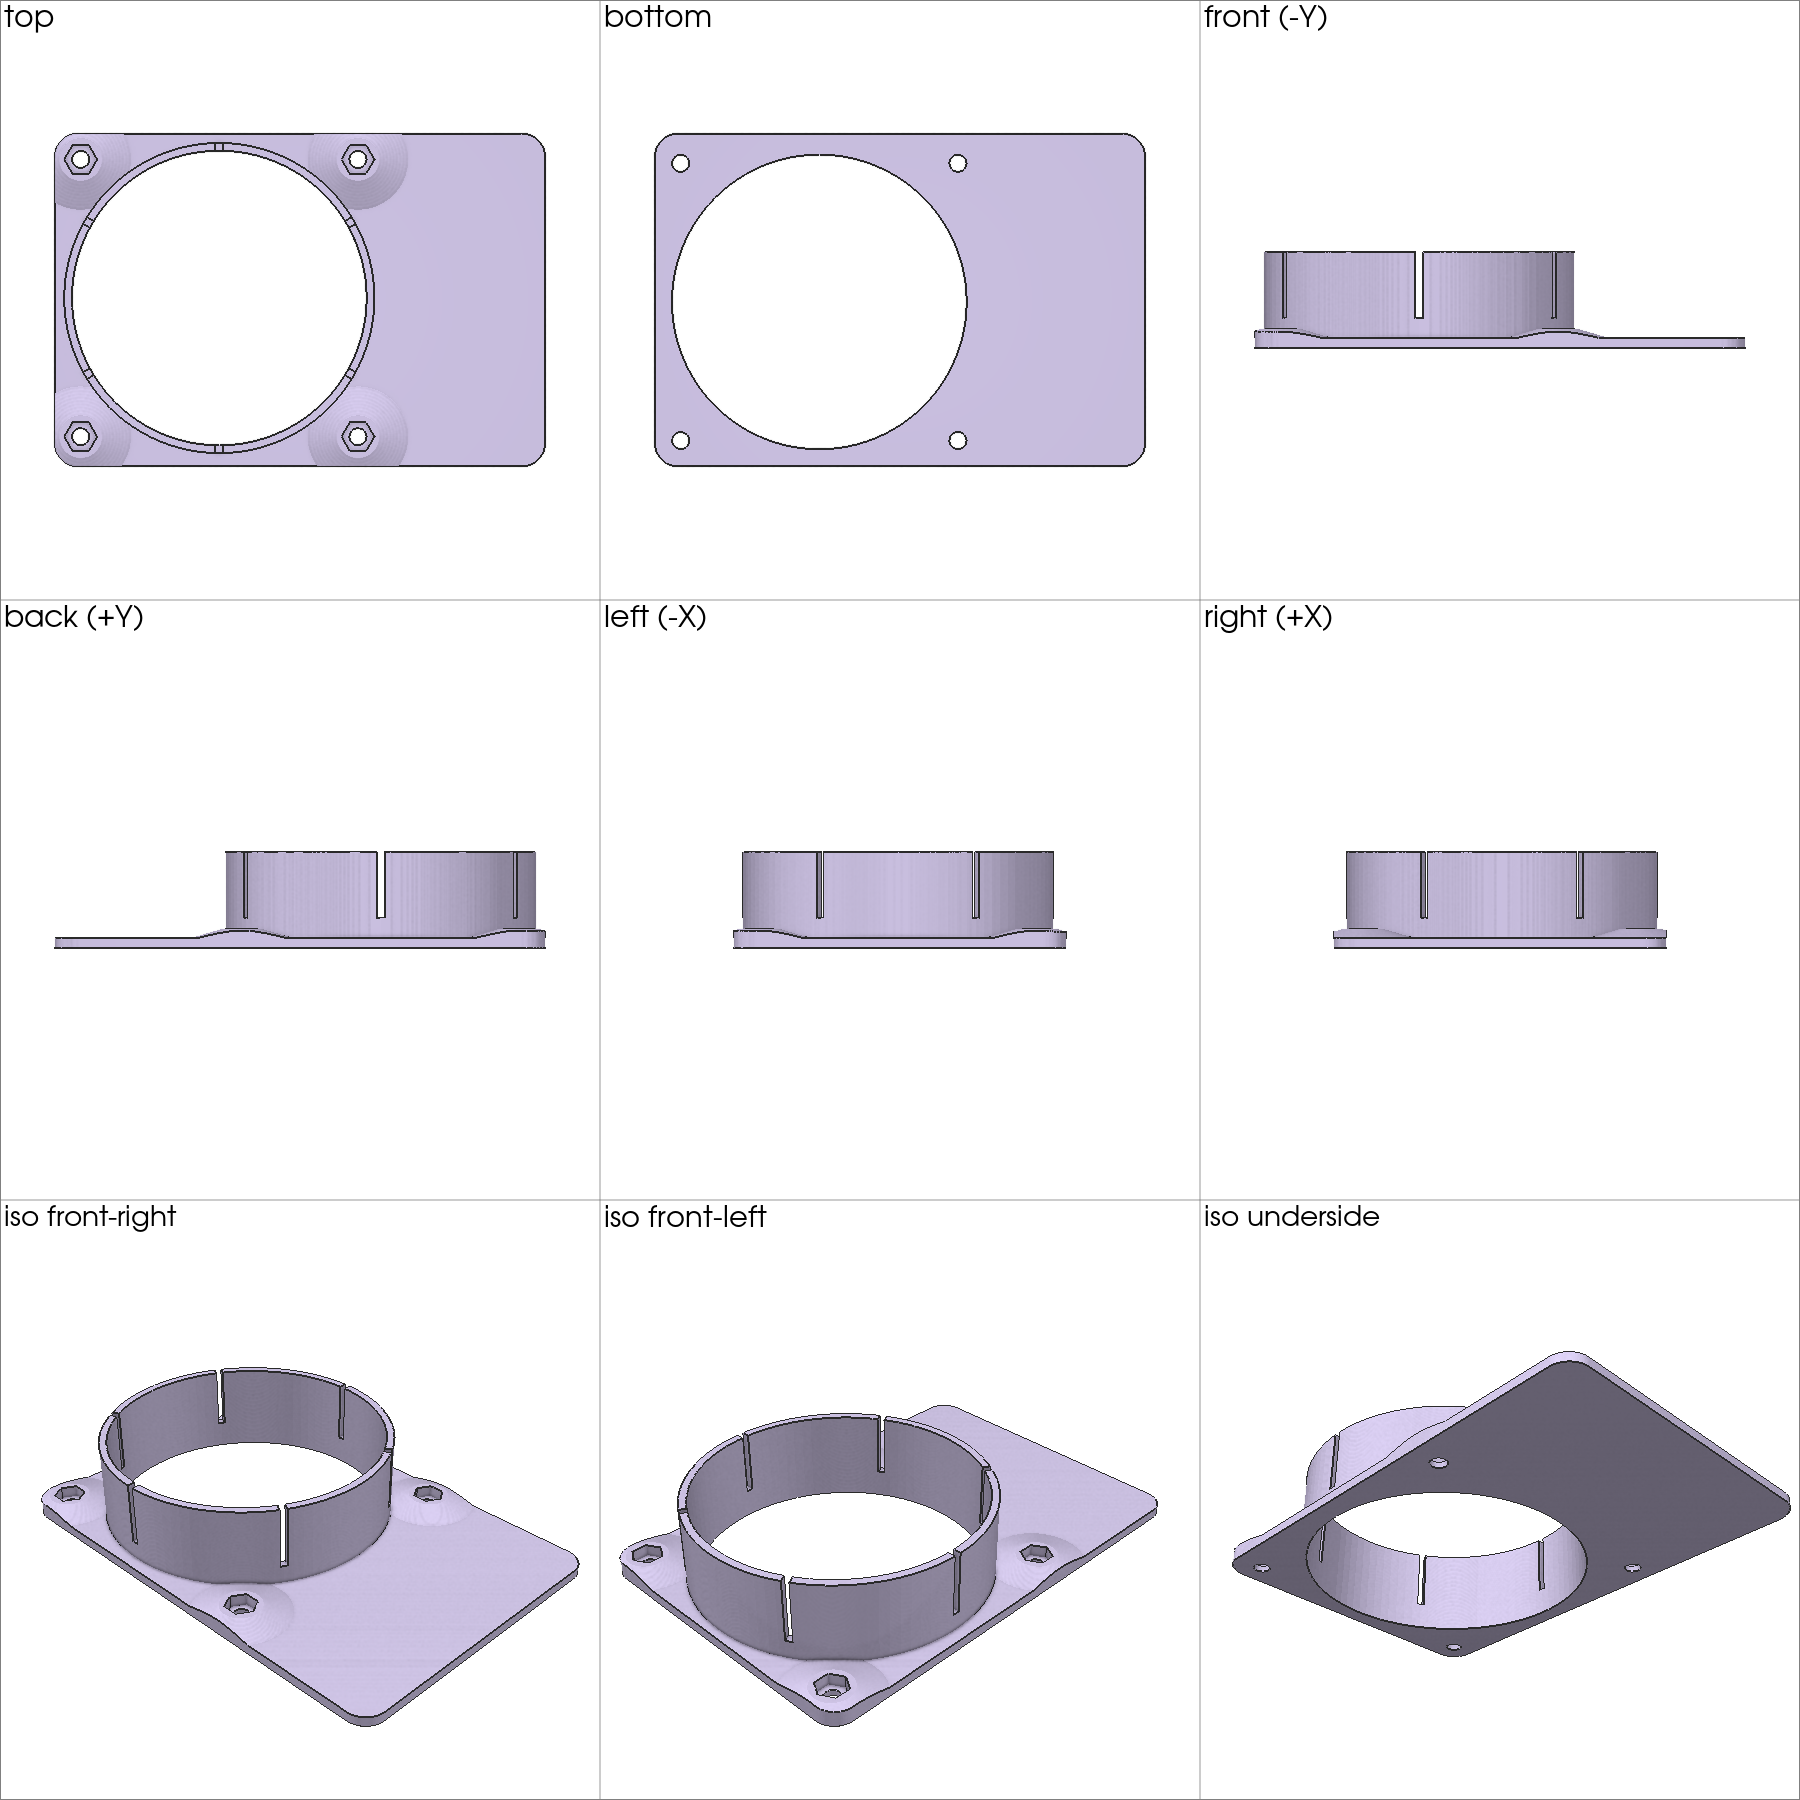 top
bottom
front (-Y)
back (+Y)
left (-X)
right (+X)
iso front-right
iso front-left
iso underside